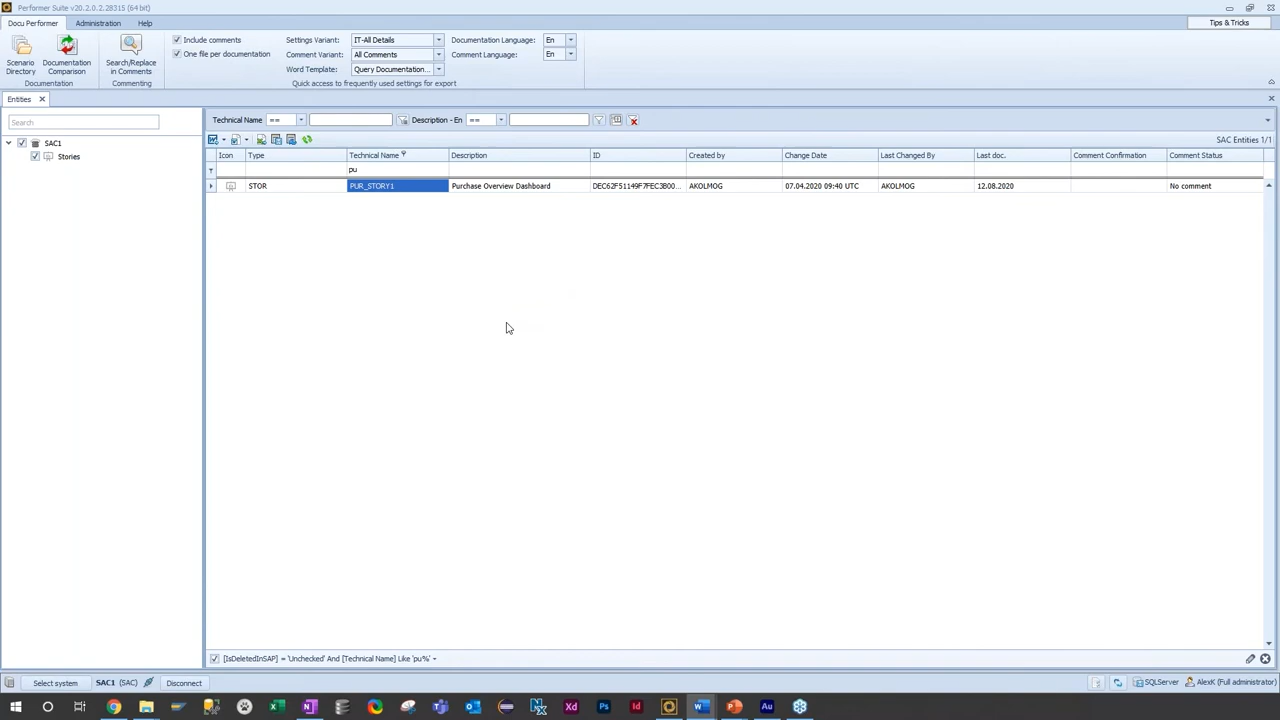 Performer Suite v20.2.0.2.28315 (64 bit)
Docu Performer Administration Help Tips & Tricks
Include comments Settings Variant: IT-All Details Documentation Language: En
One file per documentation Comment Variant: All Comments Comment Language: En
Scenario Directory Documentation Comparison Search/Replace in Comments Word Template: Query Documentation...
Documentation Commenting Quick access to frequently used settings for export
Entities
Search Technical Name == Description - En ==
SAC Entities 1/1
SAC1
Stories
Icon Type Technical Name Description ID Created by Change Date Last Changed By Last doc. Comment Confirmation Comment Status
pu
STOR PUR_STORY1 Purchase Overview Dashboard DEC62F51149F7FEC3B00... AKOLMOG 07.04.2020 09:40 UTC AKOLMOG 12.08.2020 No comment
[IsDeletedInSAP] = 'Unchecked' And [Technical Name] Like 'pu%'
Select system SAC1 (SAC) Disconnect SQLServer AlexK (Full administrator)